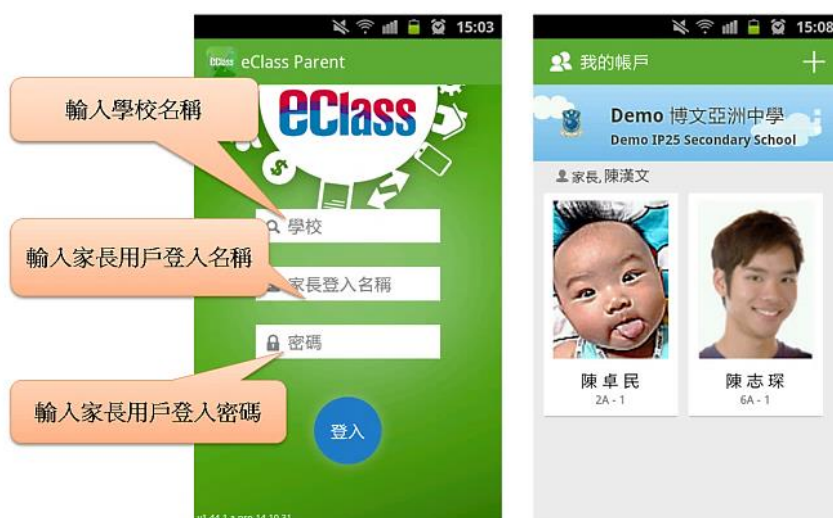 15:03
eClass Parent
eClass
輸入學校名稱
學校
輸入家長用戶登入名稱
家長登入名稱
密碼
輸入家長用戶登入密碼
登入
15:08
我的帳戶
Demo 博文亞洲中學
Demo IP25 Secondary School
家長, 陳漢文
陳卓民
2A - 1
陳志琛
6A - 1